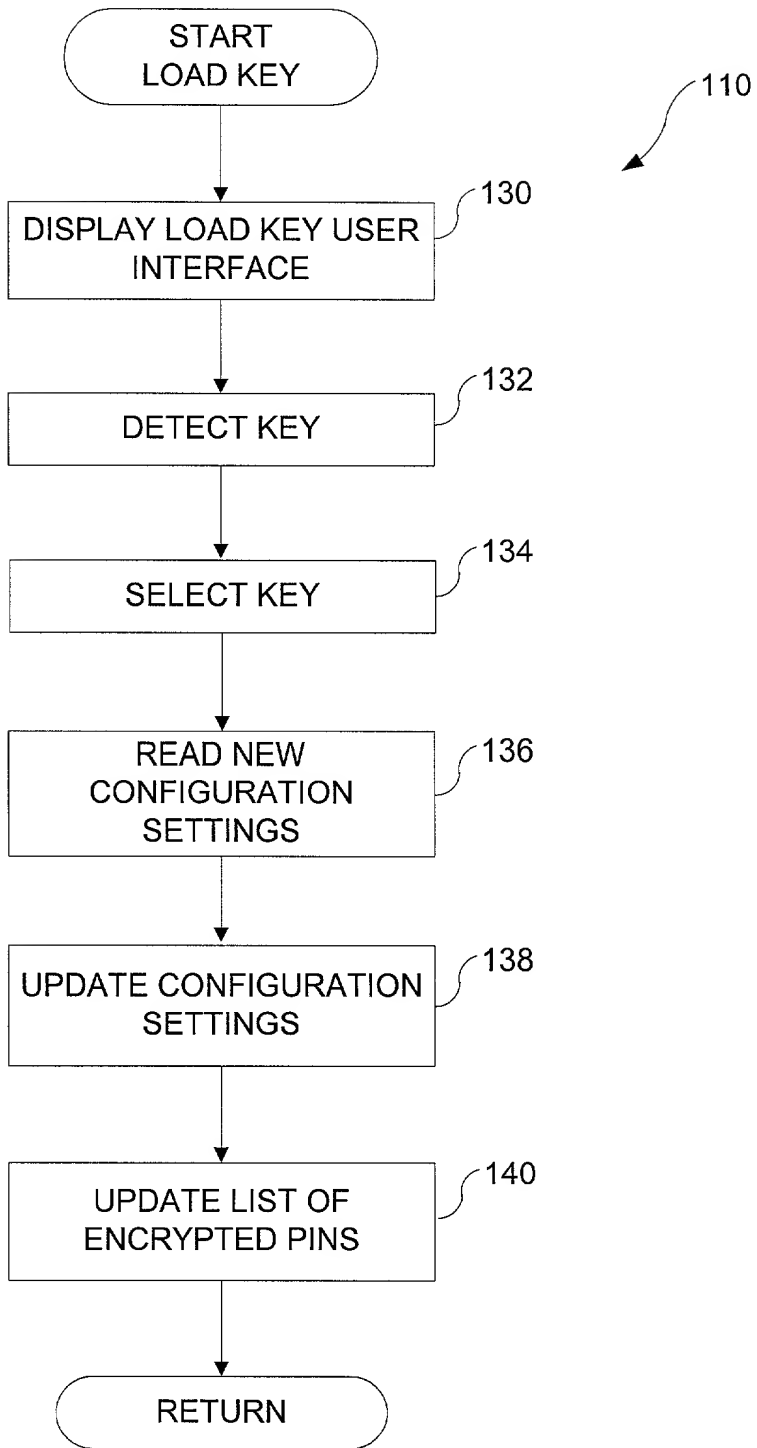 START
LOAD KEY
110
130
DISPLAY LOAD KEY USER
INTERFACE
132
DETECT KEY
134
SELECT KEY
136
READ NEW
CONFIGURATION
SETTINGS
138
UPDATE CONFIGURATION
SETTINGS
140
UPDATE LIST OF
ENCRYPTED PINS
RETURN